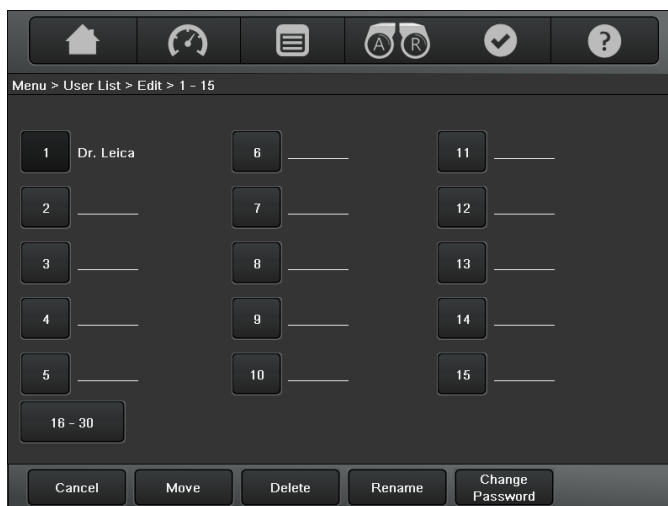 A R ?
Menu > User List > Edit > 1 - 15
1 Dr. Leica 6 11
2 7 12
3 8 13
4 9 14
5 10 15
16 - 30
Cancel Move Delete Rename Change Password